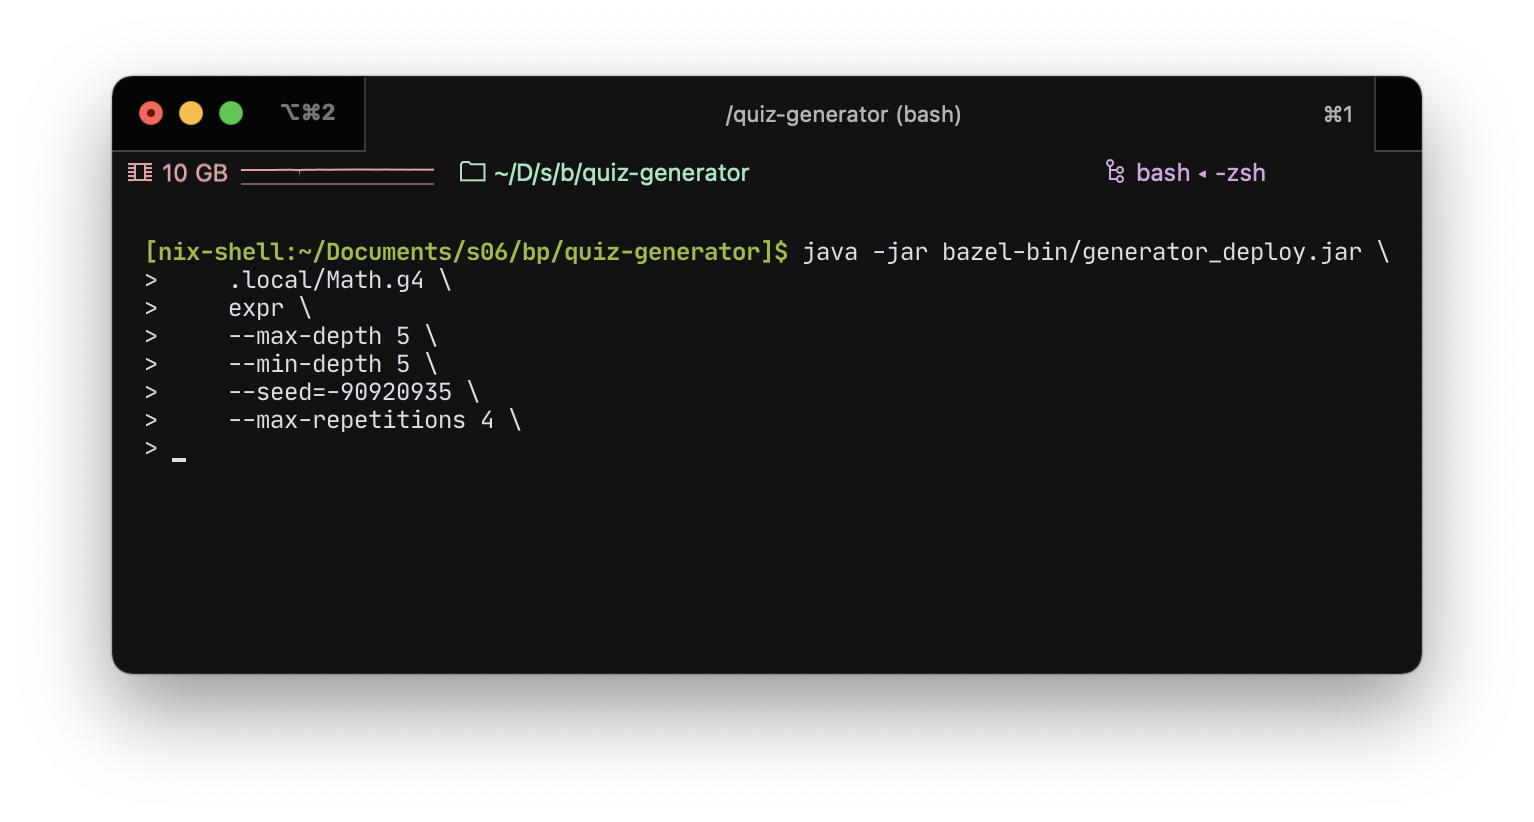 ⌥⌘2
/quiz-generator (bash)
⌘1
10 GB
~/D/s/b/quiz-generator
bash ◂ -zsh
[nix-shell:~/Documents/s06/bp/quiz-generator]$ java -jar bazel-bin/generator_deploy.jar \
>     .local/Math.g4 \
>     expr \
>     --max-depth 5 \
>     --min-depth 5 \
>     --seed=-90920935 \
>     --max-repetitions 4 \
> _